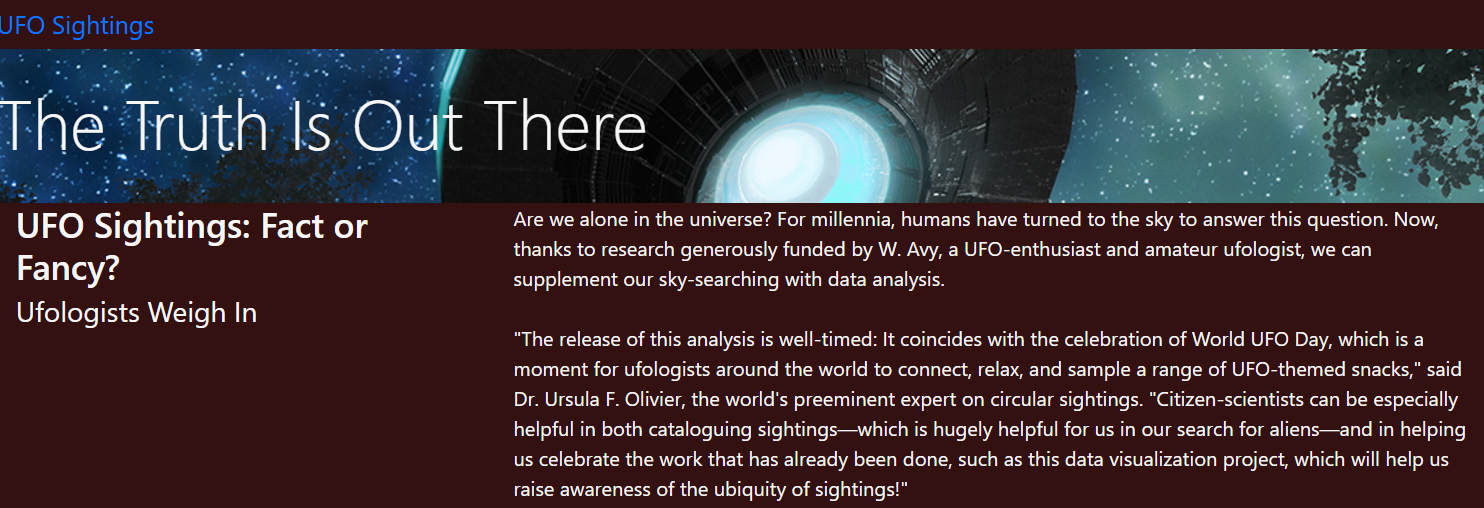 UFO Sightings
The Truth Is Out There
UFO Sightings: Fact or
Fancy?
Ufologists Weigh In
Are we alone in the universe? For millennia, humans have turned to the sky to answer this question. Now,
thanks to research generously funded by W. Avy, a UFO-enthusiast and amateur ufologist, we can
supplement our sky-searching with data analysis.
"The release of this analysis is well-timed: It coincides with the celebration of World UFO Day, which is a
moment for ufologists around the world to connect, relax, and sample a range of UFO-themed snacks," said
Dr. Ursula F. Olivier, the world's preeminent expert on circular sightings. "Citizen-scientists can be especially
helpful in both cataloguing sightings—which is hugely helpful for us in our search for aliens—and in helping
us celebrate the work that has already been done, such as this data visualization project, which will help us
raise awareness of the ubiquity of sightings!"